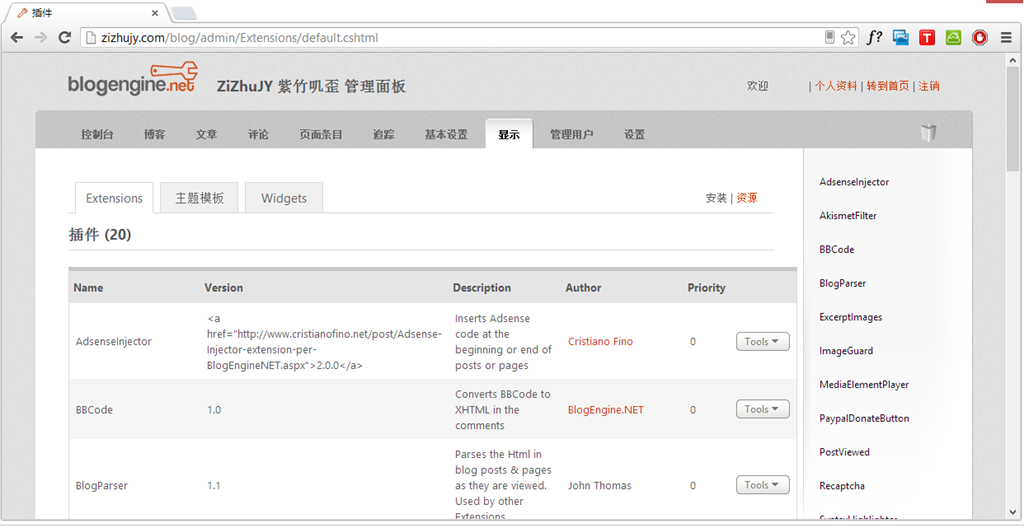 插件
zizhujy.com/blog/admin/Extensions/default.cshtml
f?
T
blogengine.net
ZiZhuJY 紫竹叽歪 管理面板
欢迎 | 个人资料 | 转到首页 | 注销
控制台 博客 文章 评论 页面条目 追踪 基本设置 显示 管理用户 设置
Extensions 主题模板 Widgets
安装 | 资源
插件 (20)
Name Version Description Author Priority
AdsenseInjector
<a
href="http://www.cristianofino.net/post/Adsense-
Injector-extension-per-
BlogEngineNET.aspx">2.0.0</a>
Inserts Adsense
code at the
beginning or end of
posts or pages
Cristiano Fino
0
Tools
BBCode
1.0
Converts BBCode to
XHTML in the
comments
BlogEngine.NET
0
Tools
BlogParser
1.1
Parses the Html in
blog posts & pages
as they are viewed.
Used by other
Extensions
John Thomas
0
Tools
AdsenseInjector
AkismetFilter
BBCode
BlogParser
ExcerptImages
ImageGuard
MediaElementPlayer
PaypalDonateButton
PostViewed
Recaptcha
SyntaxHighlighter